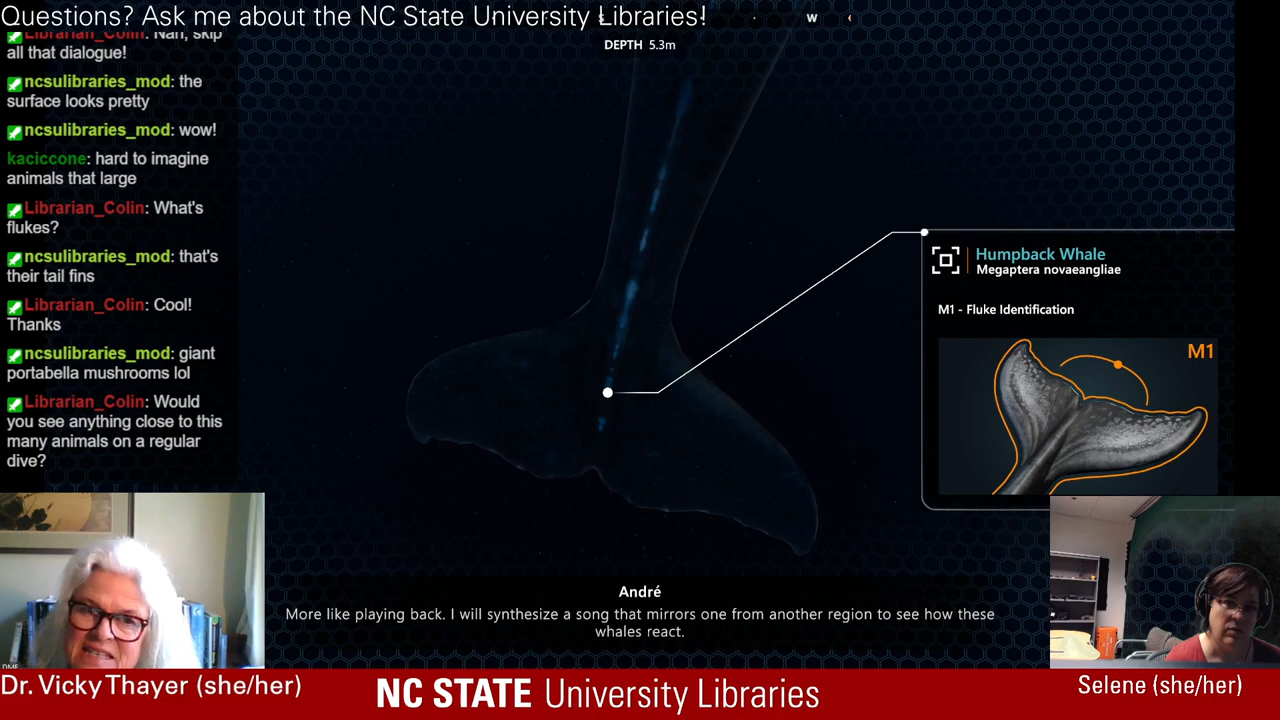 Questions? Ask me about the NC State University Libraries!
W
DEPTH 5.3m
Librarian_Colin: Nah, skip
all that dialogue!
ncsulibraries_mod: the
surface looks pretty
ncsulibraries_mod: wow!
kaciccone: hard to imagine
animals that large
Librarian_Colin: What's
flukes?
ncsulibraries_mod: that's
their tail fins
Librarian_Colin: Cool!
Thanks
ncsulibraries_mod: giant
portabella mushrooms lol
Librarian_Colin: Would
you see anything close to this
many animals on a regular
dive?
Humpback Whale
Megaptera novaeangliae
M1 - Fluke Identification
M1
André
More like playing back. I will synthesize a song that mirrors one from another region to see how these
whales react.
Dr. Vicky Thayer (she/her)
NC STATE University Libraries
Selene (she/her)